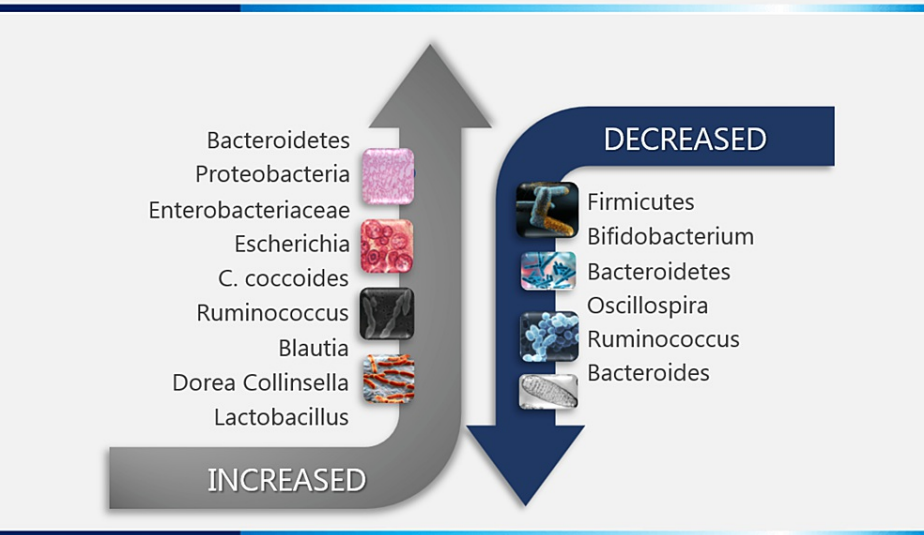 Bacteroidetes
Proteobacteria
Enterobacteriaceae
Escherichia
C. coccoides
Ruminococcus
Blautia
Dorea Collinsella
Lactobacillus
INCREASED
DECREASED
Firmicutes
Bifidobacterium
Bacteroidetes
Oscillospira
Ruminococcus
Bacteroides